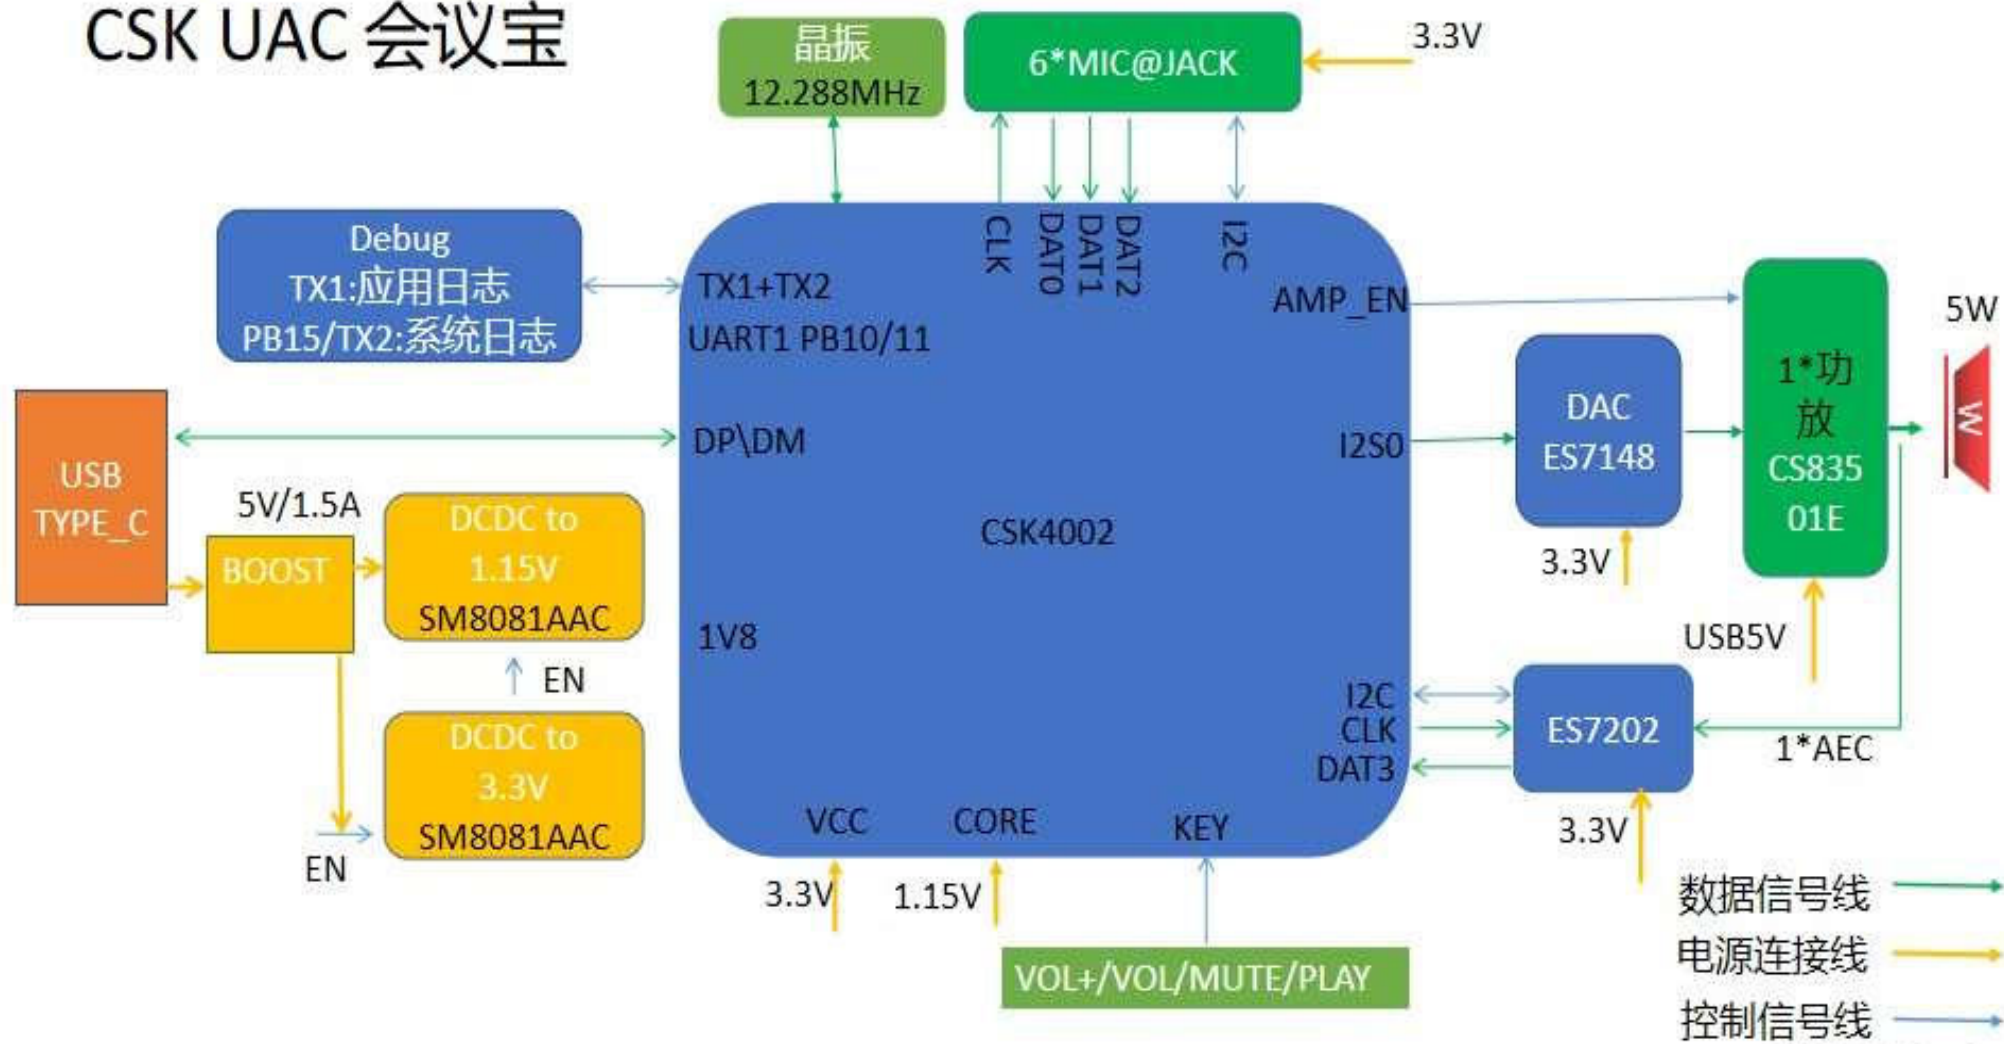 CSK UAC 会议宝
晶振
12.288MHz
6*MIC@JACK
3.3V
Debug
TX1:应用日志
PB15/TX2:系统日志
TX1+TX2
UART1 PB10/11
CLK
DAT0
DAT1
DAT2
I2C
AMP_EN
5W
1*功
放
CS835
01E
W
DAC
ES7148
3.3V
USB
TYPE_C
DP\DM
I2S0
CSK4002
5V/1.5A
BOOST
DCDC to
1.15V
SM8081AAC
EN
1V8
USB5V
DCDC to
3.3V
SM8081AAC
EN
I2C
CLK
DAT3
ES7202
1*AEC
3.3V
VCC
CORE
KEY
3.3V
1.15V
VOL+/VOL/MUTE/PLAY
数据信号线
电源连接线
控制信号线